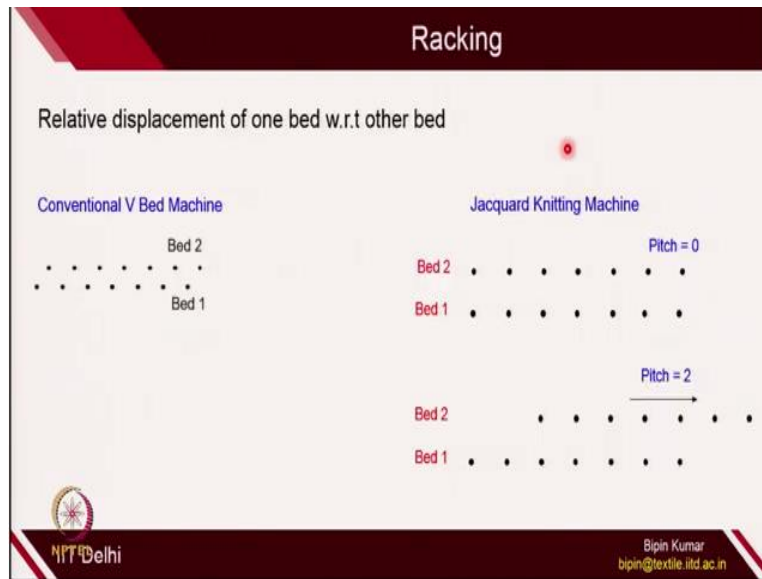 Racking
Relative displacement of one bed w.r.t other bed
Conventional V Bed Machine
Bed 2
Bed 1
Jacquard Knitting Machine
Pitch = 0
Bed 2
Bed 1
Pitch = 2
Bed 2
Bed 1
NPTEL
IIT Delhi
Bipin Kumar
bipin@textile.iitd.ac.in